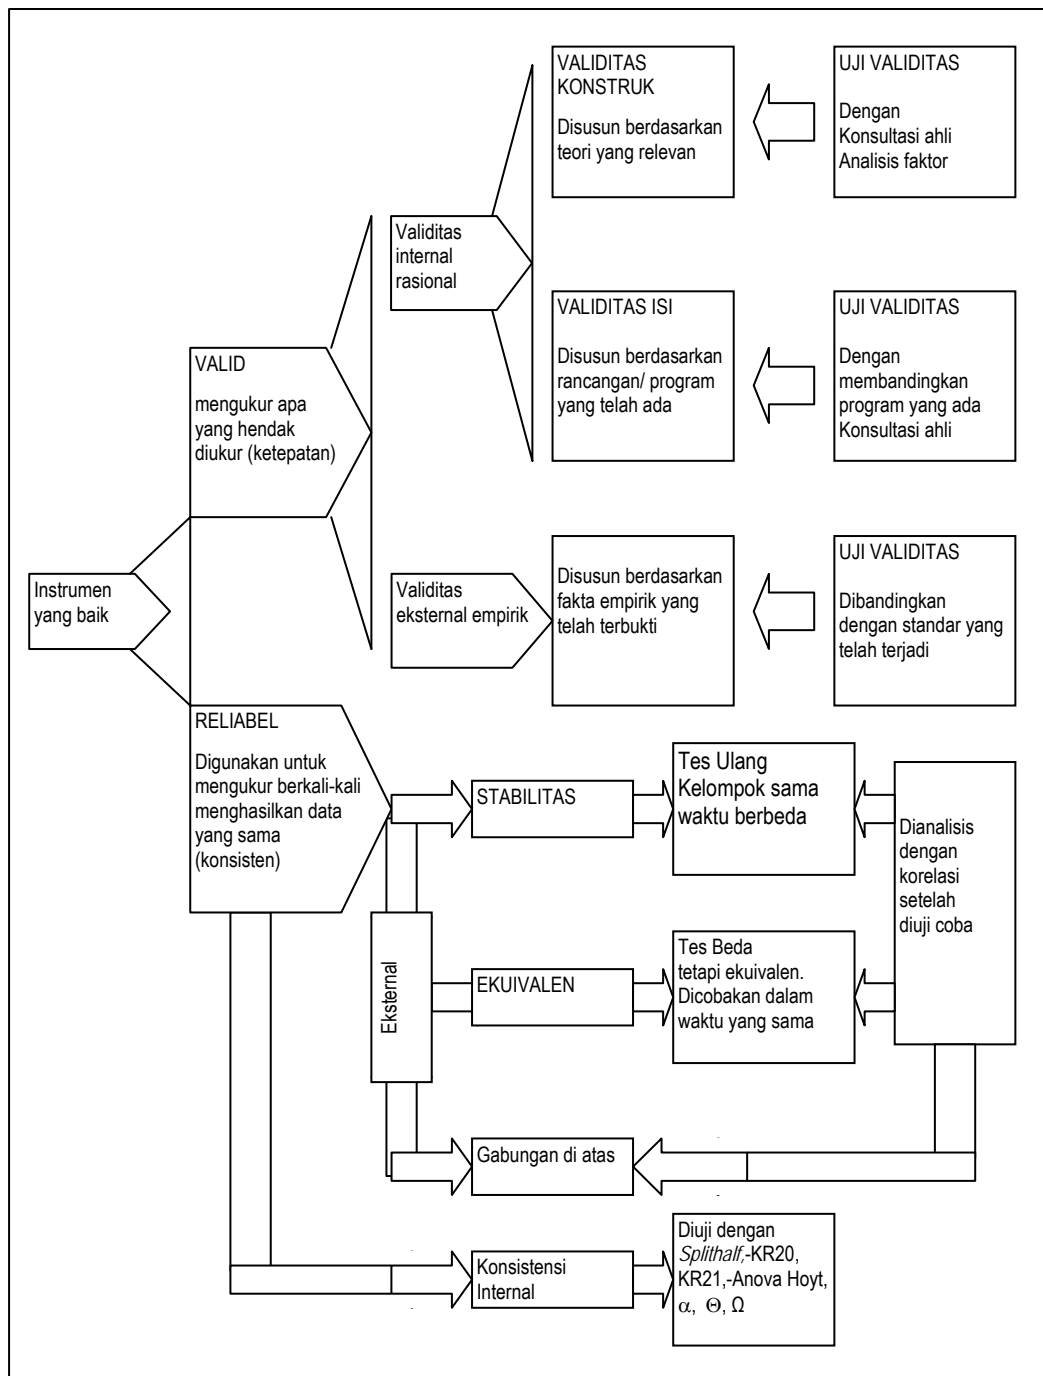 VALIDITAS
KONSTRUK
Disusun berdasarkan
teori yang relevan
UJI VALIDITAS
Dengan
Konsultasi ahli
Analisis faktor
Validitas
internal
rasional
VALIDITAS ISI
Disusun berdasarkan
rancangan/ program
yang telah ada
UJI VALIDITAS
Dengan
membandingkan
program yang ada
Konsultasi ahli
VALID
mengukur apa
yang hendak
diukur (ketepatan)
Instrumen
yang baik
Validitas
eksternal empirik
Disusun berdasarkan
fakta empirik yang
telah terbukti
UJI VALIDITAS
Dibandingkan
dengan standar yang
telah terjadi
RELIABEL
Digunakan untuk
mengukur berkali-kali
menghasilkan data
yang sama
(konsisten)
STABILITAS
Tes Ulang
Kelompok sama
waktu berbeda
Dianalisis
dengan
korelasi
setelah
diuji coba
Eksternal
EKUIVALEN
Tes Beda
tetapi ekuivalen.
Dicobakan dalam
waktu yang sama
Gabungan di atas
Konsistensi
Internal
Diuji dengan
Splithalf,-KR20,
KR21,-Anova Hoyt,
α, Θ, Ω